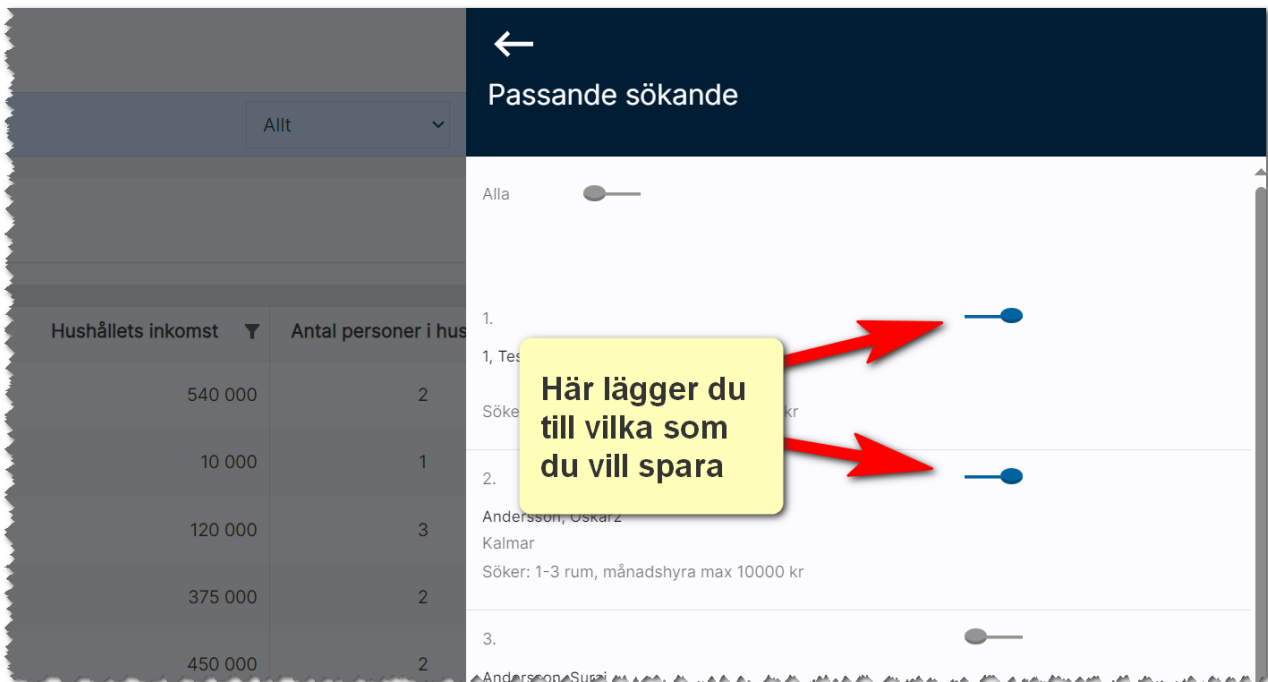 Allt
Hushållets inkomst Antal personer i hus
540 000 2
10 000 1
120 000 3
375 000 2
450 000 2
Passande sökande
Alla
1.
1, Tes
Söke kr
Här lägger du
till vilka som
du vill spara
2.
Andersson, Oskar2
Kalmar
Söker: 1-3 rum, månadshyra max 10000 kr
3.
Andersson, Suraj